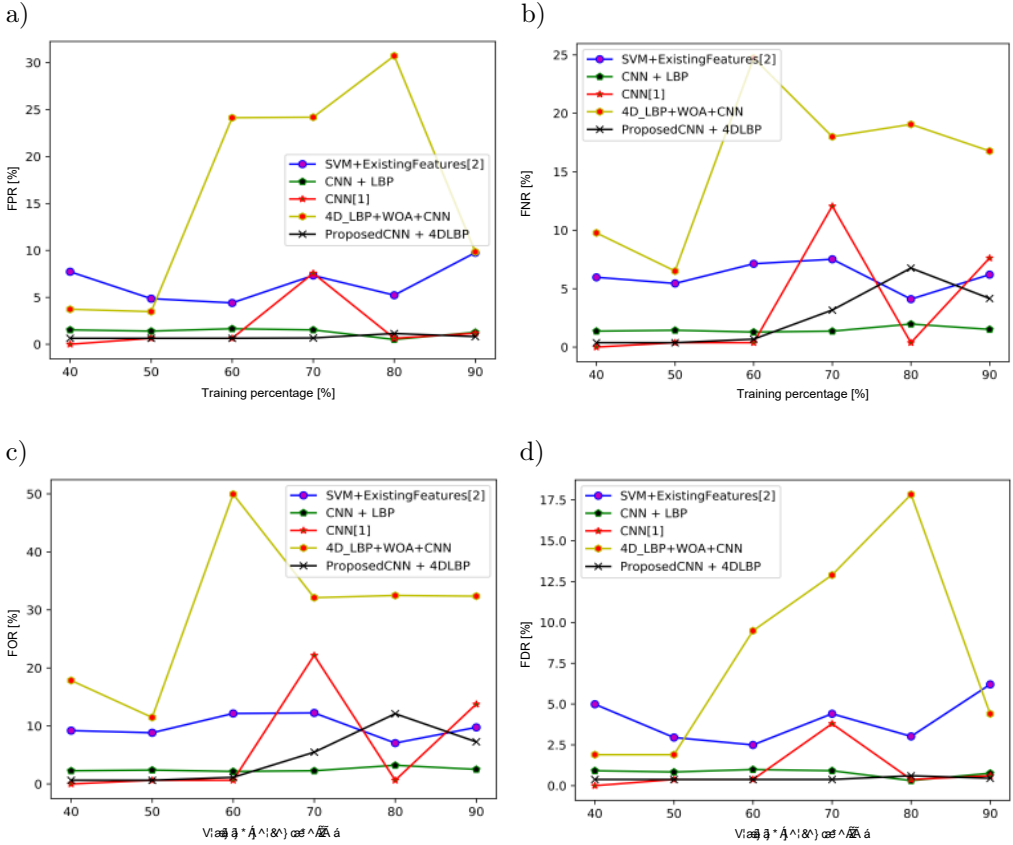 a)
30
25
20
15
10
5
0
FPR [%]
SVM+ExistingFeatures[2]
CNN + LBP
CNN[1]
4D_LBP+WOA+CNN
ProposedCNN + 4DLBP
40 50 60 70 80 90
Training percentage [%]
b)
25
20
15
10
5
0
FNR [%]
SVM+ExistingFeatures[2]
CNN + LBP
CNN[1]
4D_LBP+WOA+CNN
ProposedCNN + 4DLBP
40 50 60 70 80 90
Training percentage [%]
c)
50
40
30
20
10
0
FOR [%]
SVM+ExistingFeatures[2]
CNN + LBP
CNN[1]
4D_LBP+WOA+CNN
ProposedCNN + 4DLBP
40 50 60 70 80 90
d)
17.5
15.0
12.5
10.0
7.5
5.0
2.5
0.0
FDR [%]
SVM+ExistingFeatures[2]
CNN + LBP
CNN[1]
4D_LBP+WOA+CNN
ProposedCNN + 4DLBP
40 50 60 70 80 90